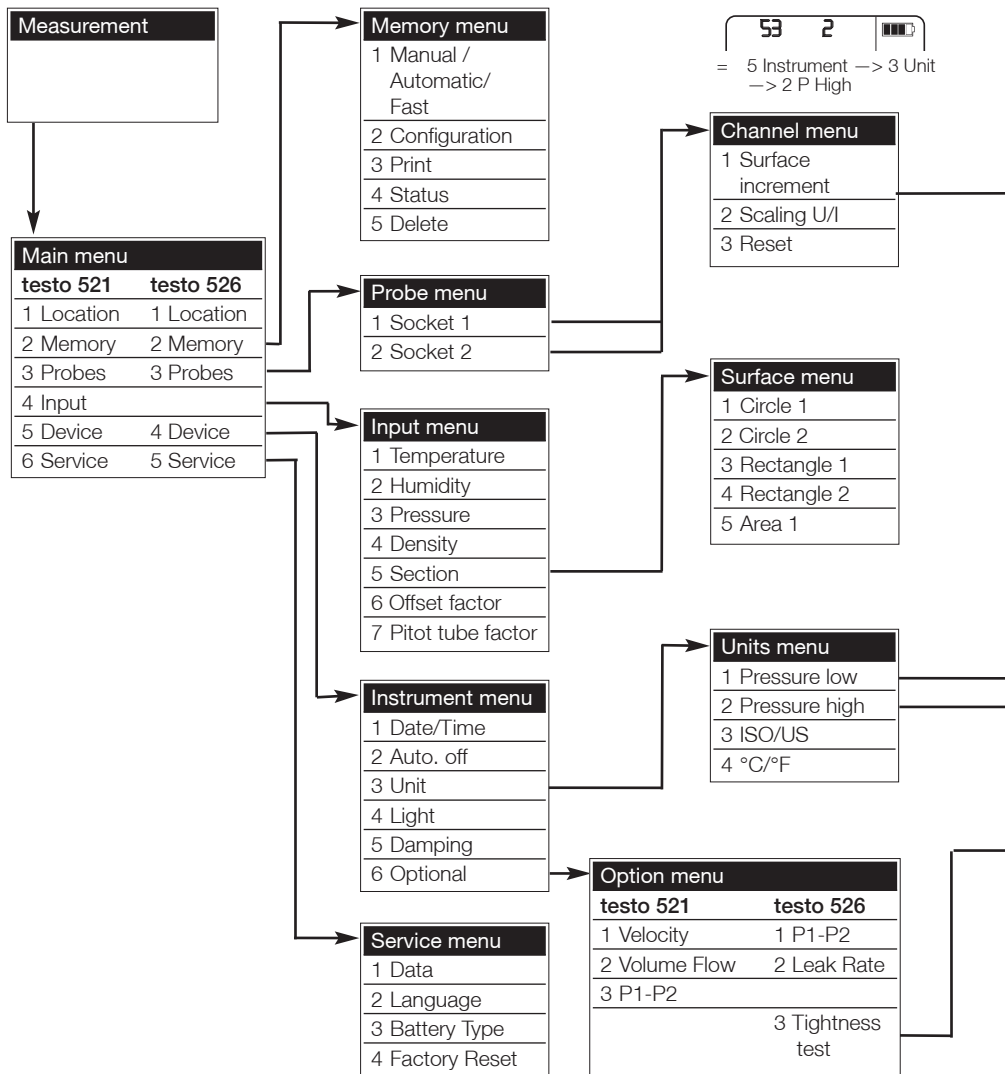 Measurement
Main menu
testo 521 testo 526
1 Location 1 Location
2 Memory 2 Memory
3 Probes 3 Probes
4 Input
5 Device 4 Device
6 Service 5 Service
Memory menu
1 Manual /
Automatic/
Fast
2 Configuration
3 Print
4 Status
5 Delete
Probe menu
1 Socket 1
2 Socket 2
Input menu
1 Temperature
2 Humidity
3 Pressure
4 Density
5 Section
6 Offset factor
7 Pitot tube factor
Instrument menu
1 Date/Time
2 Auto. off
3 Unit
4 Light
5 Damping
6 Optional
Service menu
1 Data
2 Language
3 Battery Type
4 Factory Reset
53 2
= 5 Instrument —> 3 Unit
—> 2 P High
Channel menu
1 Surface
increment
2 Scaling U/I
3 Reset
Surface menu
1 Circle 1
2 Circle 2
3 Rectangle 1
4 Rectangle 2
5 Area 1
Units menu
1 Pressure low
2 Pressure high
3 ISO/US
4 °C/°F
Option menu
testo 521 testo 526
1 Velocity 1 P1-P2
2 Volume Flow 2 Leak Rate
3 P1-P2
3 Tightness
test